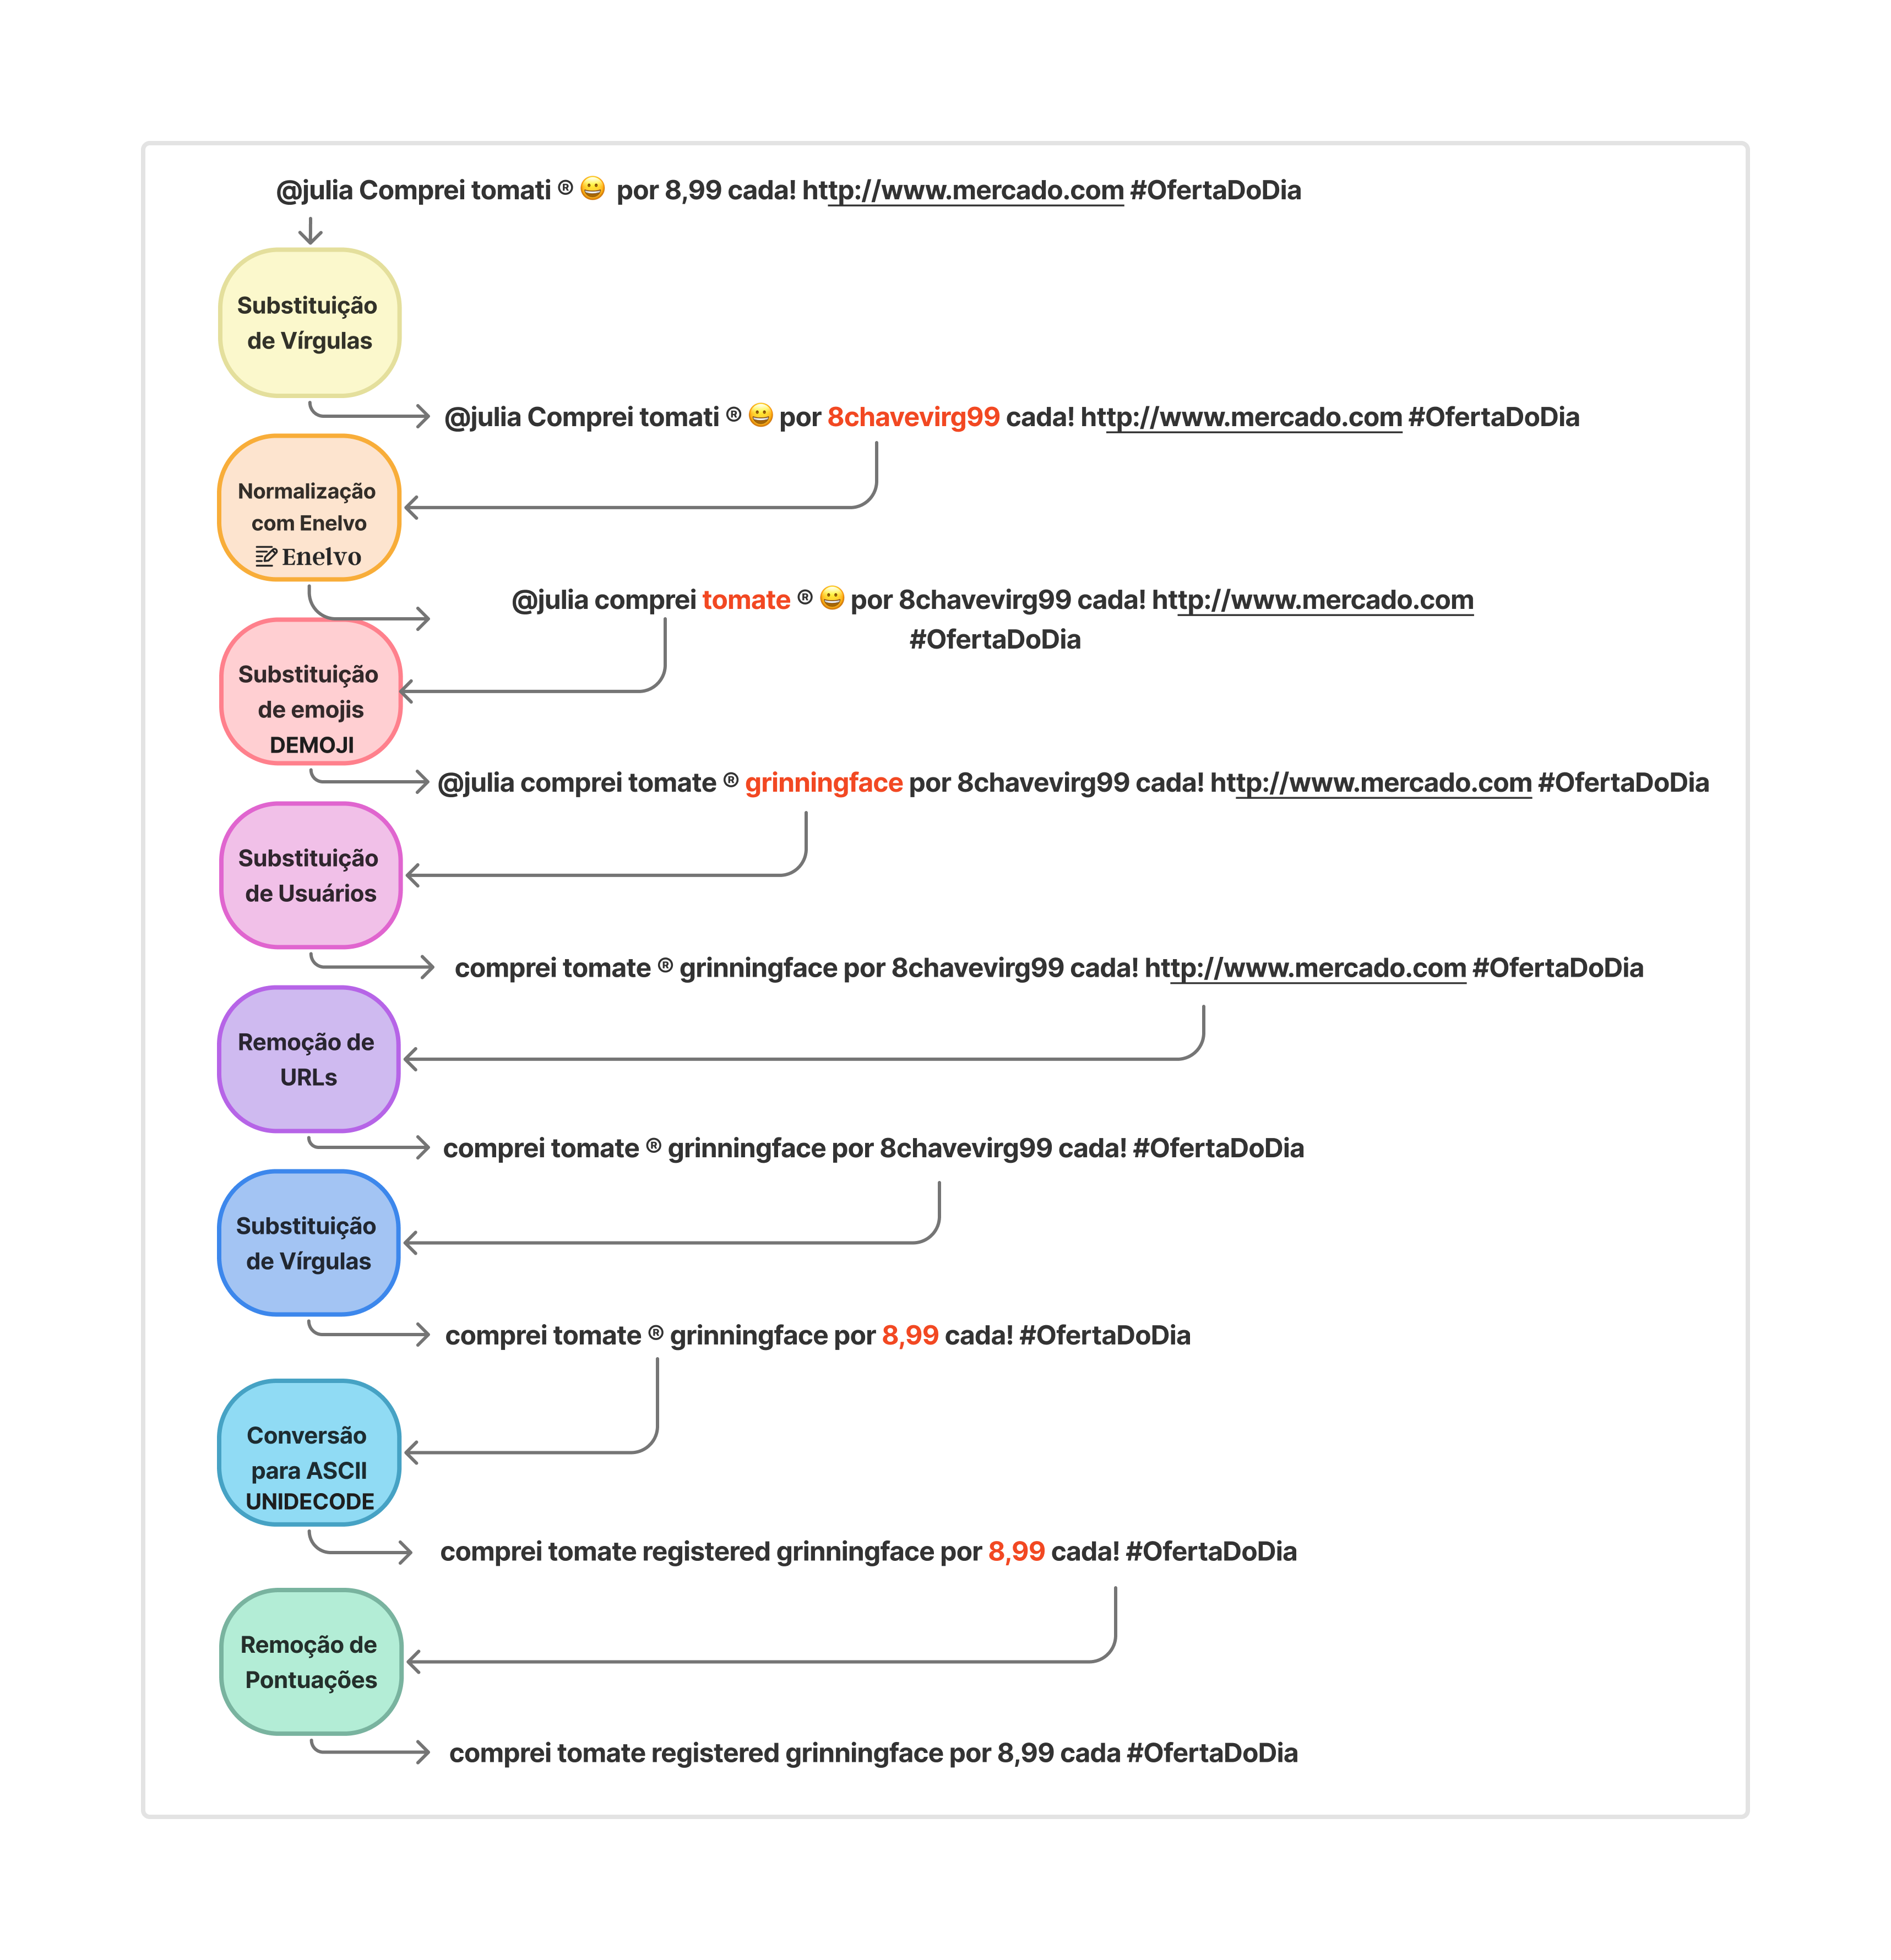 @julia Comprei tomati ® 😀 por 8,99 cada! http://www.mercado.com #OfertaDoDia
Substituição
de Vírgulas
@julia Comprei tomati ® 😀 por 8chavevirg99 cada! http://www.mercado.com #OfertaDoDia
Normalização
com Enelvo
Enelvo
@julia comprei tomate ® 😀 por 8chavevirg99 cada! http://www.mercado.com
#OfertaDoDia
Substituição
de emojis
DEMOJI
@julia comprei tomate ® grinningface por 8chavevirg99 cada! http://www.mercado.com #OfertaDoDia
Substituição
de Usuários
comprei tomate ® grinningface por 8chavevirg99 cada! http://www.mercado.com #OfertaDoDia
Remoção de
URLs
comprei tomate ® grinningface por 8chavevirg99 cada! #OfertaDoDia
Substituição
de Vírgulas
comprei tomate ® grinningface por 8,99 cada! #OfertaDoDia
Conversão
para ASCII
UNIDECODE
comprei tomate registered grinningface por 8,99 cada! #OfertaDoDia
Remoção de
Pontuações
comprei tomate registered grinningface por 8,99 cada #OfertaDoDia